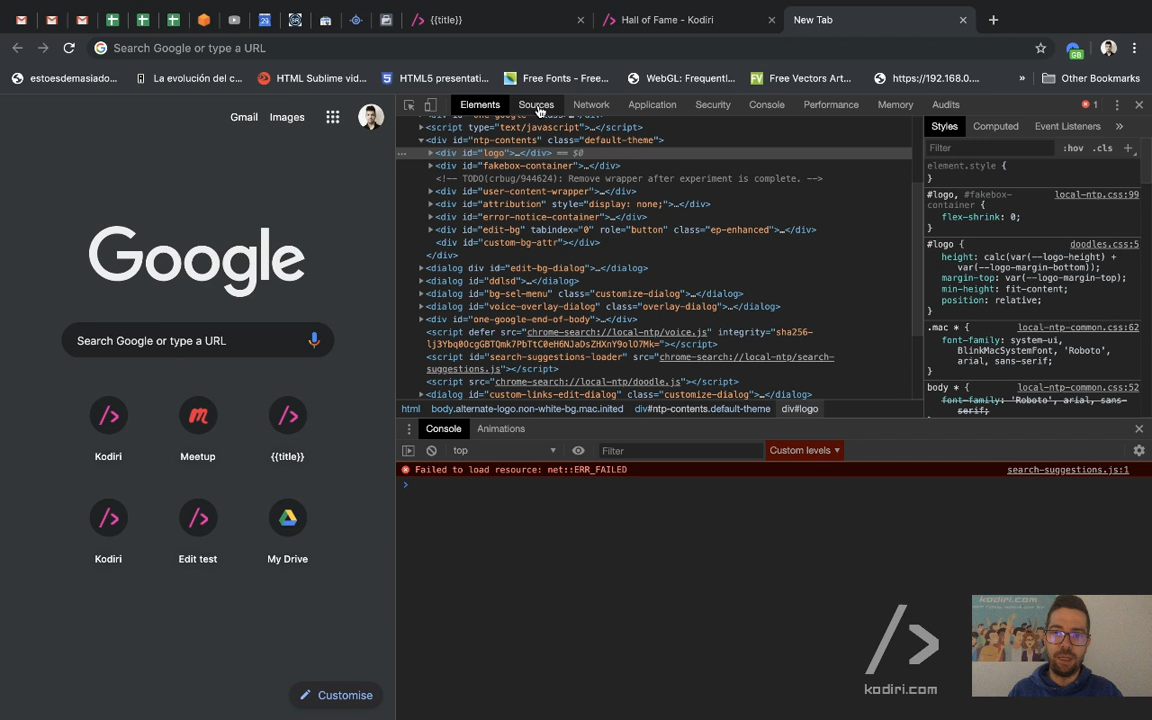 {{title}}
Hall of Fame - Kodiri
New Tab
Search Google or type a URL
GB
estoesdemasiado...
La evolución del c...
HTML Sublime vid...
HTML5 presentati...
Free Fonts - Free...
WebGL: Frequentl...
FV
Free Vectors Art...
https://192.168.0....
»
Other Bookmarks
Gmail
Images
Google
Search Google or type a URL
Kodiri
Meetup
{{title}}
Kodiri
Edit test
My Drive
Customise
Elements
Sources
Network
Application
Security
Console
Performance
Memory
Audits
1
<script type="text/javascript">…</script>
<div id="ntp-contents" class="default-theme">
<div id="logo">…</div> == $0
<div id="fakebox-container">…</div>
<!-- TODO(crbug/944624): Remove wrapper after experiment is complete. -->
<div id="user-content-wrapper">…</div>
<div id="attribution" style="display: none;">…</div>
<div id="error-notice-container">…</div>
<div id="edit-bg" tabindex="0" role="button" class="ep-enhanced">…</div>
<div id="custom-bg-attr"></div>
</div>
<dialog div id="edit-bg-dialog">…</dialog>
<dialog id="ddlsd">…</dialog>
<dialog id="bg-sel-menu" class="customize-dialog">…</dialog>
<dialog id="voice-overlay-dialog" class="overlay-dialog">…</dialog>
<div id="one-google-end-of-body">…</div>
<script defer src="chrome-search://local-ntp/voice.js" integrity="sha256-
lj3Ybq0OcgGBTQmk7PbTtC0eH6NJaDsZHXnY9olO7Mk="></script>
<script id="search-suggestions-loader" src="chrome-search://local-ntp/search-
suggestions.js"></script>
<script src="chrome-search://local-ntp/doodle.js"></script>
<dialog id="custom-links-edit-dialog" class="customize-dialog">…</dialog>
html
body.alternate-logo.non-white-bg.mac.inited
div#ntp-contents.default-theme
div#logo
Styles
Computed
Event Listeners
»
Filter
:hov
.cls
element.style {
}
#logo, #fakebox-
container {
local-ntp.css:99
flex-shrink: 0;
}
#logo {
doodles.css:5
height: calc(var(--logo-height) +
var(--logo-margin-bottom));
margin-top: var(--logo-margin-top);
min-height: fit-content;
position: relative;
}
.mac * {
local-ntp-common.css:62
font-family: system-ui,
BlinkMacSystemFont, 'Roboto',
arial, sans-serif;
}
body * {
local-ntp-common.css:52
font-family: 'Roboto', arial, sans-
serif;
Console
Animations
top
Filter
Custom levels
Failed to load resource: net::ERR_FAILED
search-suggestions.js:1
kodiri.com
kodiri.com